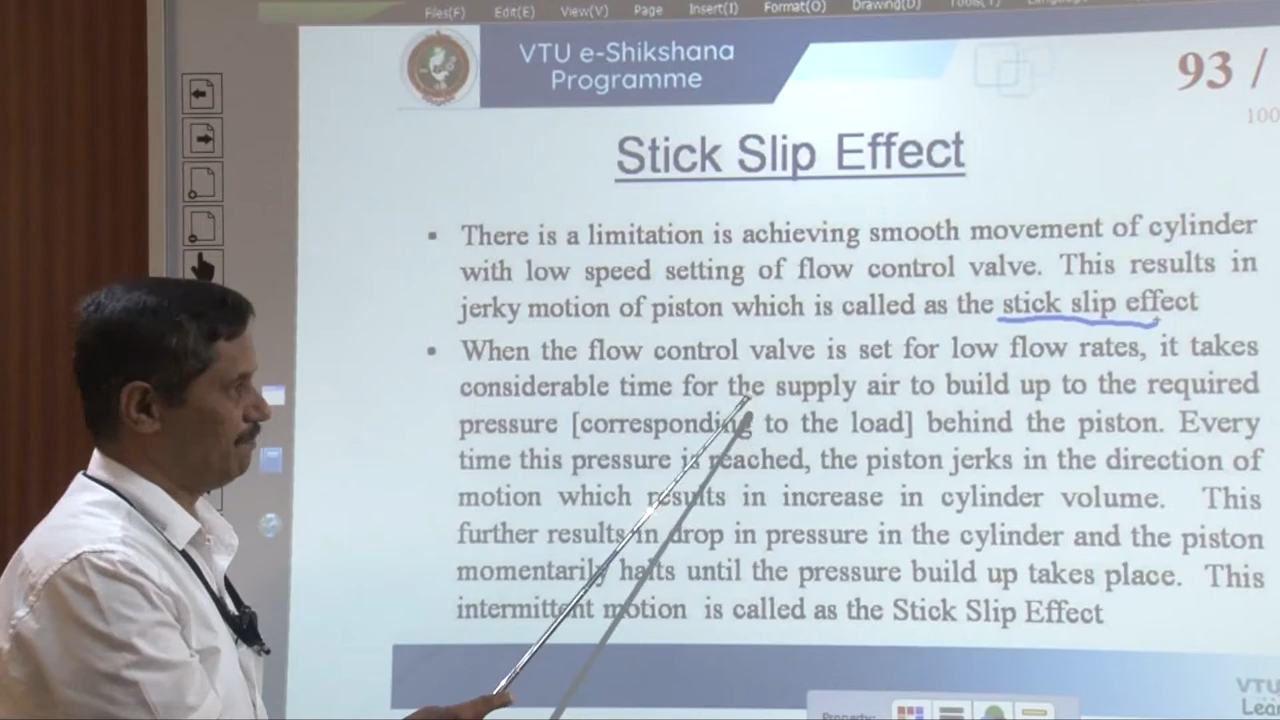 Files(F) Edit(E) View(V) Page Insert(I) Format(O) Drawing(D) Tools(T) Language
VTU e-Shikshana
Programme
93 /
100
Stick Slip Effect
▪ There is a limitation is achieving smooth movement of cylinder
with low speed setting of flow control valve. This results in
jerky motion of piston which is called as the stick slip effect
▪ When the flow control valve is set for low flow rates, it takes
considerable time for the supply air to build up to the required
pressure [corresponding to the load] behind the piston. Every
time this pressure is reached, the piston jerks in the direction of
motion which results in increase in cylinder volume. This
further results in drop in pressure in the cylinder and the piston
momentarily halts until the pressure build up takes place. This
intermittent motion is called as the Stick Slip Effect
VTU
Property